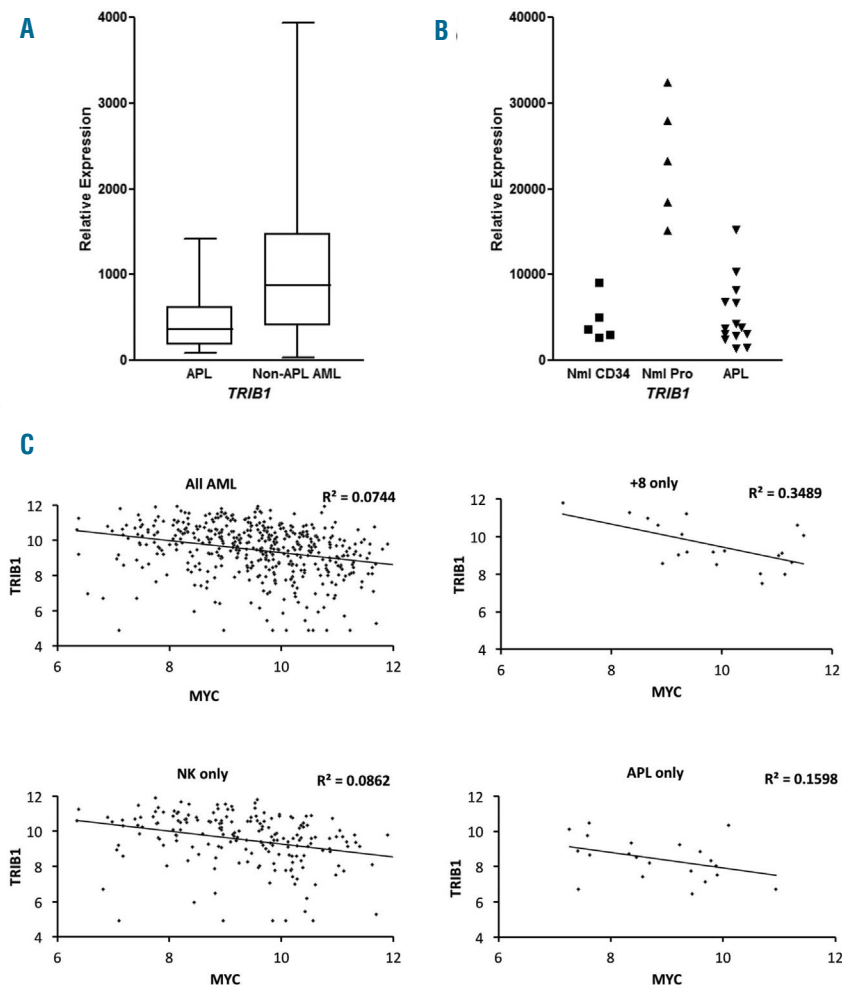 A
4000
3000
2000
1000
0
Relative Expression
APL Non-APL AML
TRIB1
B
40000
30000
20000
10000
0
Relative Expression
Nml CD34 Nml Pro APL
TRIB1
C
All AML
R² = 0.0744
12
10
8
6
4
TRIB1
6 8 10 12
MYC
+8 only
R² = 0.3489
12
10
8
6
4
TRIB1
6 8 10 12
MYC
NK only
R² = 0.0862
12
10
8
6
4
TRIB1
6 8 10 12
MYC
APL only
R² = 0.1598
12
10
8
6
4
TRIB1
6 8 10 12
MYC